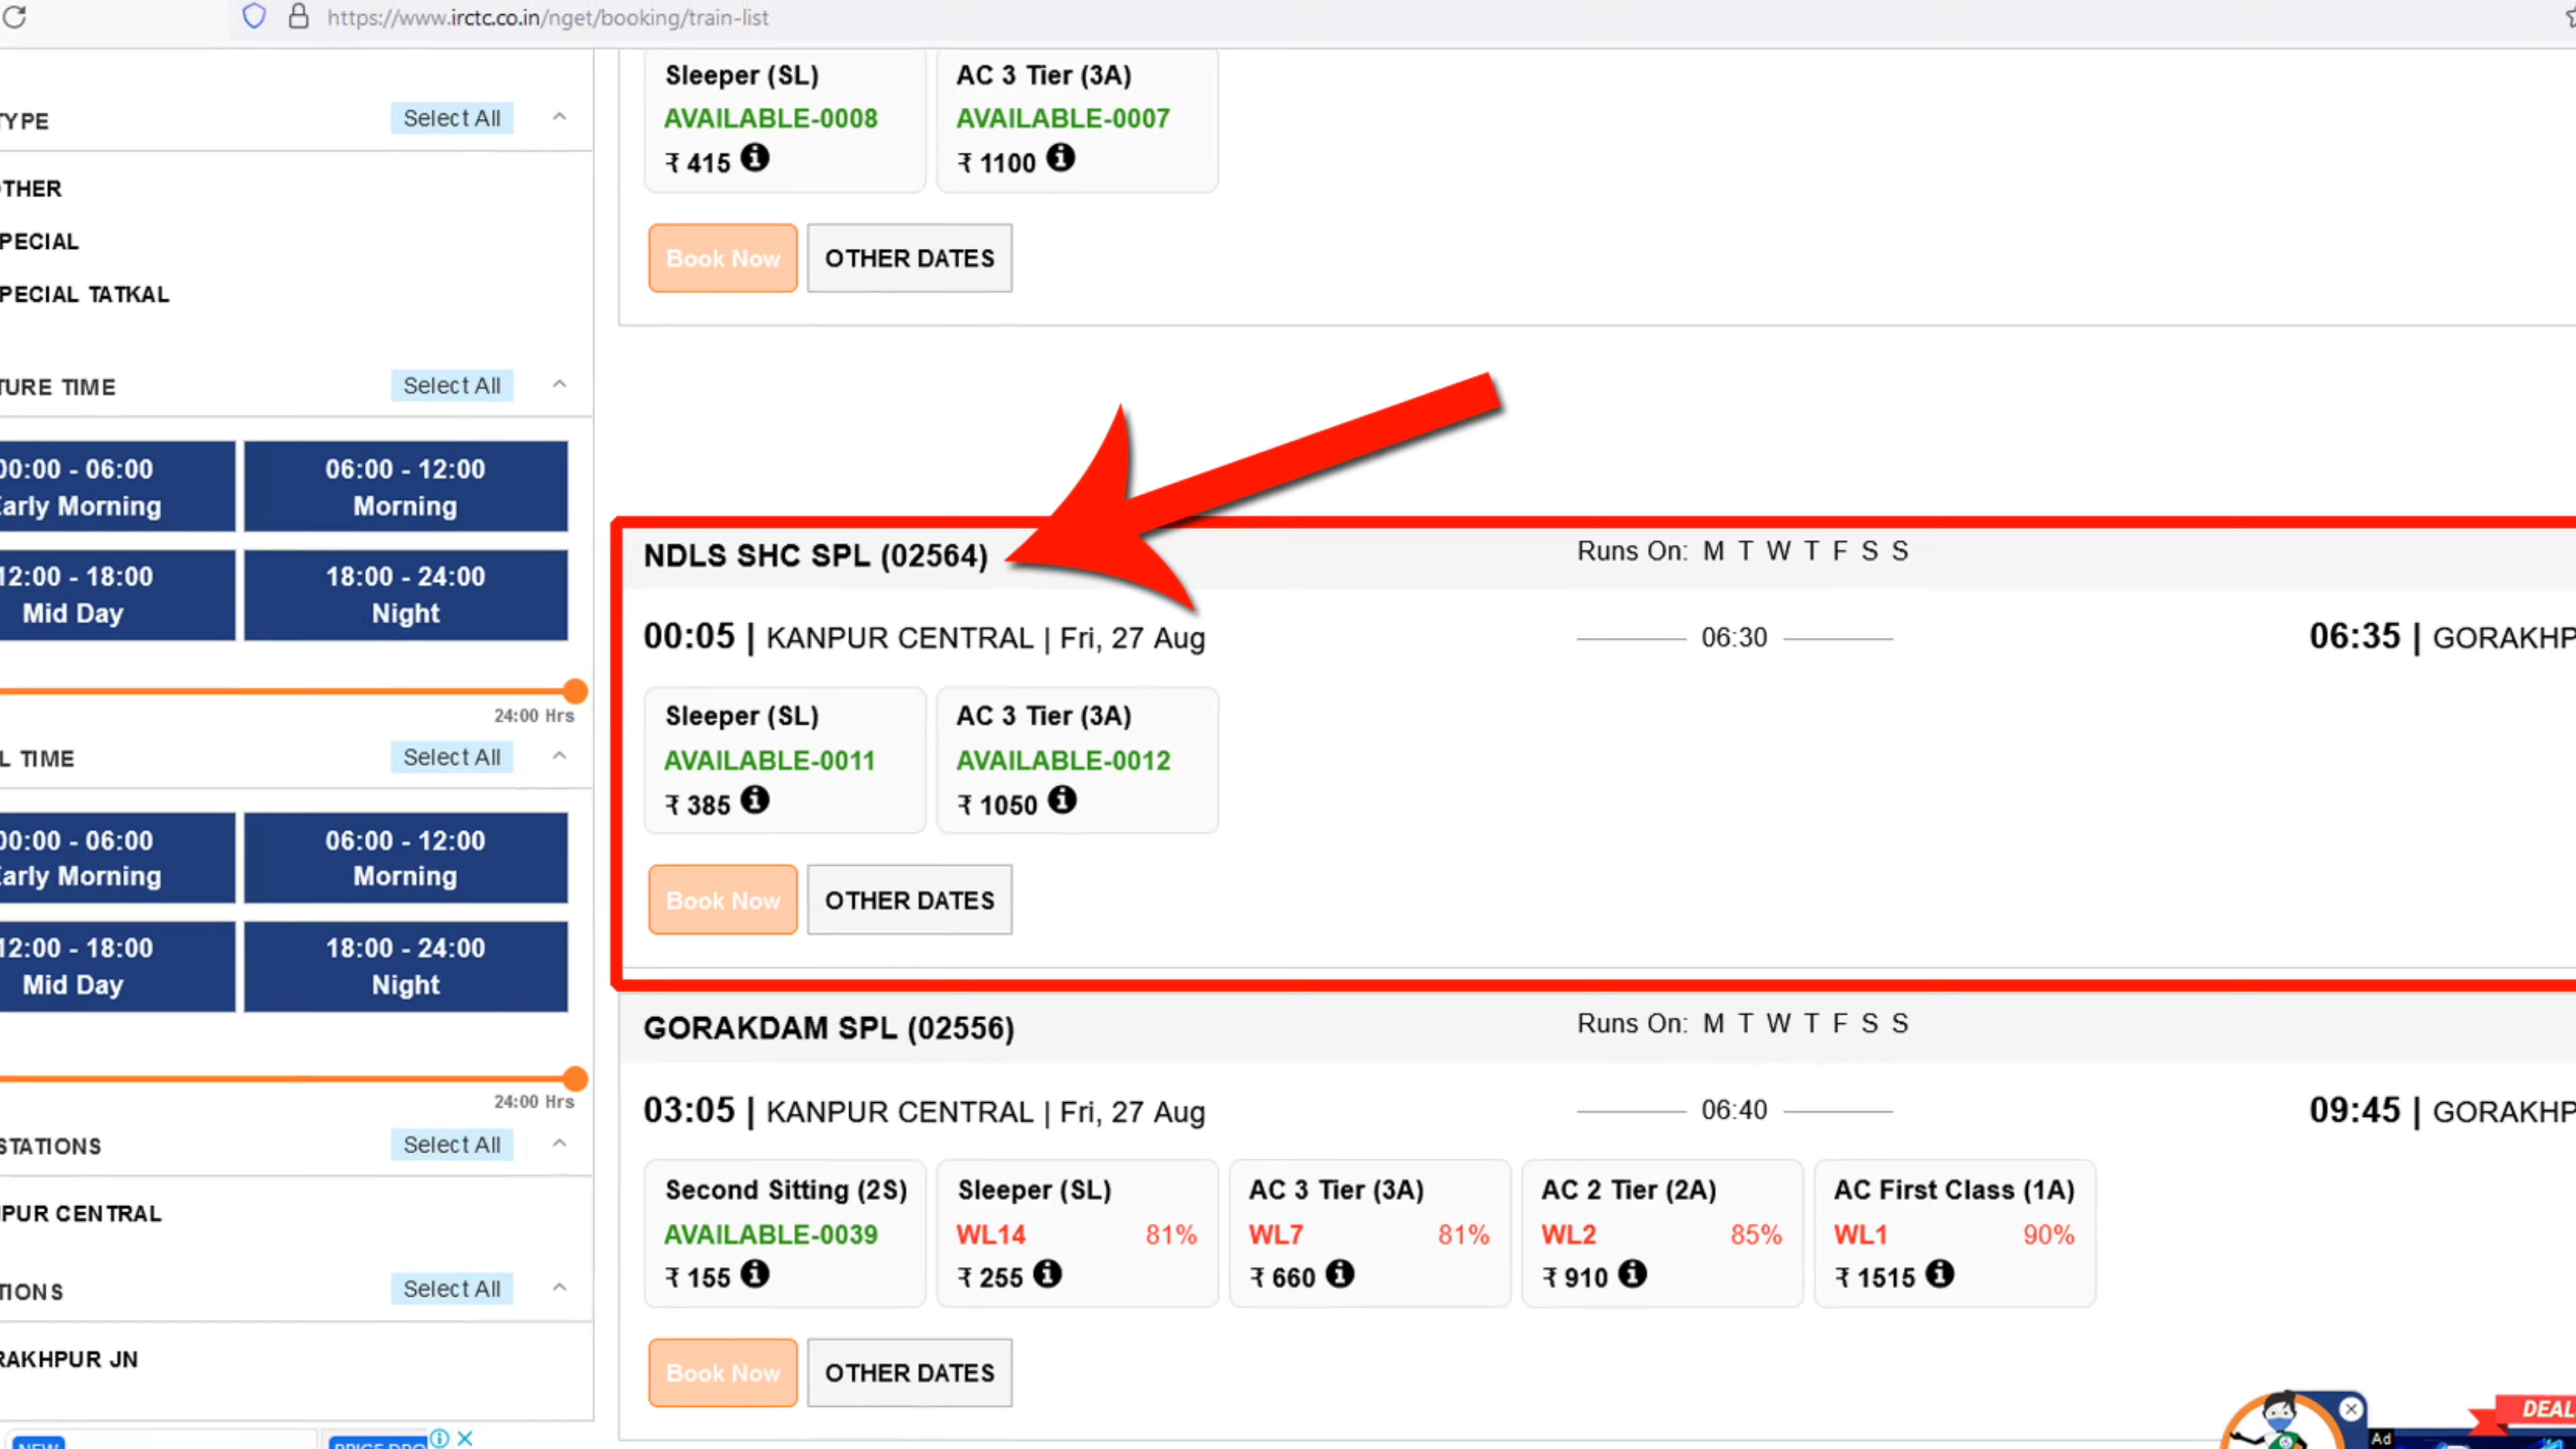 https://www.irctc.co.in/nget/booking/train-list
TYPE Select All
OTHER
PECIAL
PECIAL TATKAL
TURE TIME Select All
00:00 - 06:00
Early Morning
06:00 - 12:00
Morning
12:00 - 18:00
Mid Day
18:00 - 24:00
Night
24:00 Hrs
L TIME Select All
00:00 - 06:00
Early Morning
06:00 - 12:00
Morning
12:00 - 18:00
Mid Day
18:00 - 24:00
Night
24:00 Hrs
STATIONS Select All
PUR CENTRAL
TIONS Select All
RAKHPUR JN
NEW
PRICE DRO
Sleeper (SL)
AVAILABLE-0008
₹ 415
AC 3 Tier (3A)
AVAILABLE-0007
₹ 1100
Book Now OTHER DATES
NDLS SHC SPL (02564) Runs On: M T W T F S S
00:05 | KANPUR CENTRAL | Fri, 27 Aug 06:30 06:35 | GORAKHP
Sleeper (SL)
AVAILABLE-0011
₹ 385
AC 3 Tier (3A)
AVAILABLE-0012
₹ 1050
Book Now OTHER DATES
GORAKDAM SPL (02556) Runs On: M T W T F S S
03:05 | KANPUR CENTRAL | Fri, 27 Aug 06:40 09:45 | GORAKHP
Second Sitting (2S)
AVAILABLE-0039
₹ 155
Sleeper (SL)
WL14 81%
₹ 255
AC 3 Tier (3A)
WL7 81%
₹ 660
AC 2 Tier (2A)
WL2 85%
₹ 910
AC First Class (1A)
WL1 90%
₹ 1515
Book Now OTHER DATES
DEAL
Ad